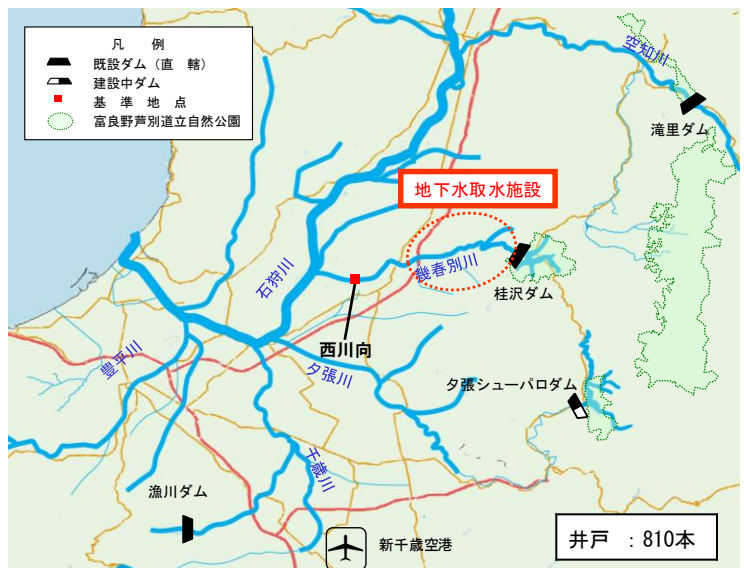 凡 例
既設ダム（直 轄）
建設中ダム
基 準 地 点
富良野芦別道立自然公園
空知川
滝里ダム
地下水取水施設
幾春別川
桂沢ダム
石狩川
西川向
夕張川
豊平川
夕張シューパロダム
千歳川
漁川ダム
新千歳空港
井戸 ：810本